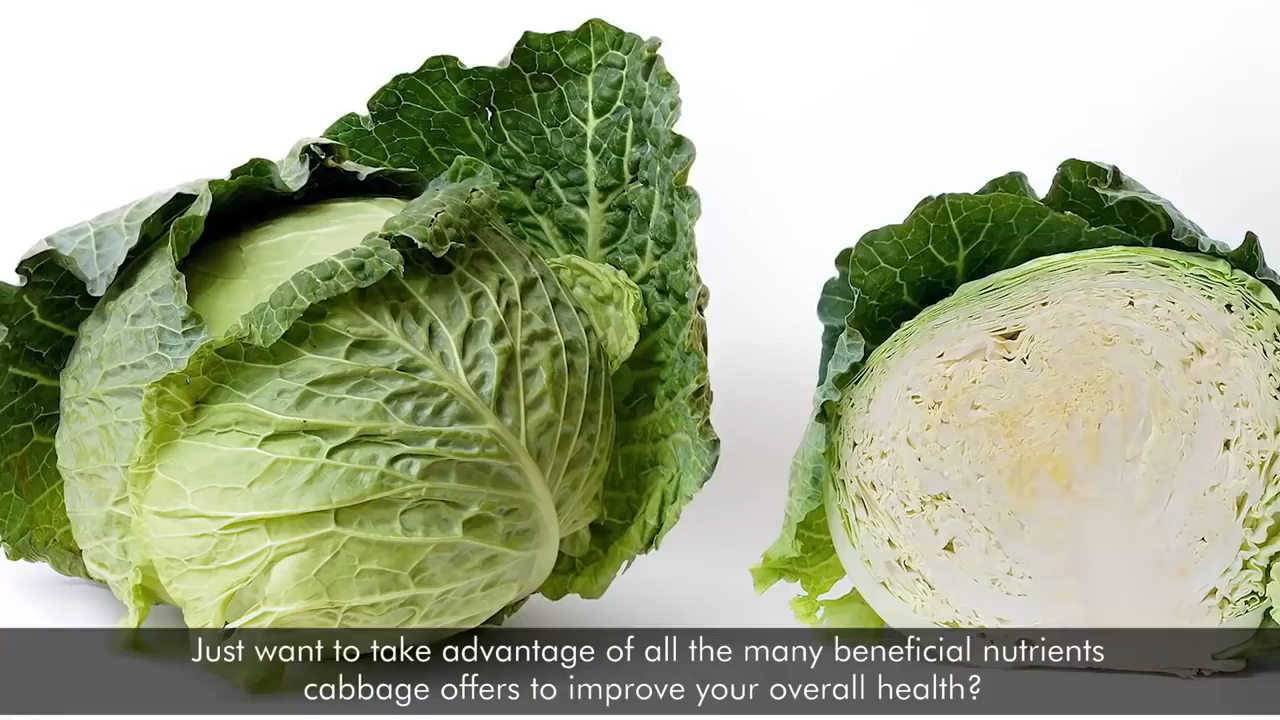 Just want to take advantage of all the many beneficial nutrients
cabbage offers to improve your overall health?